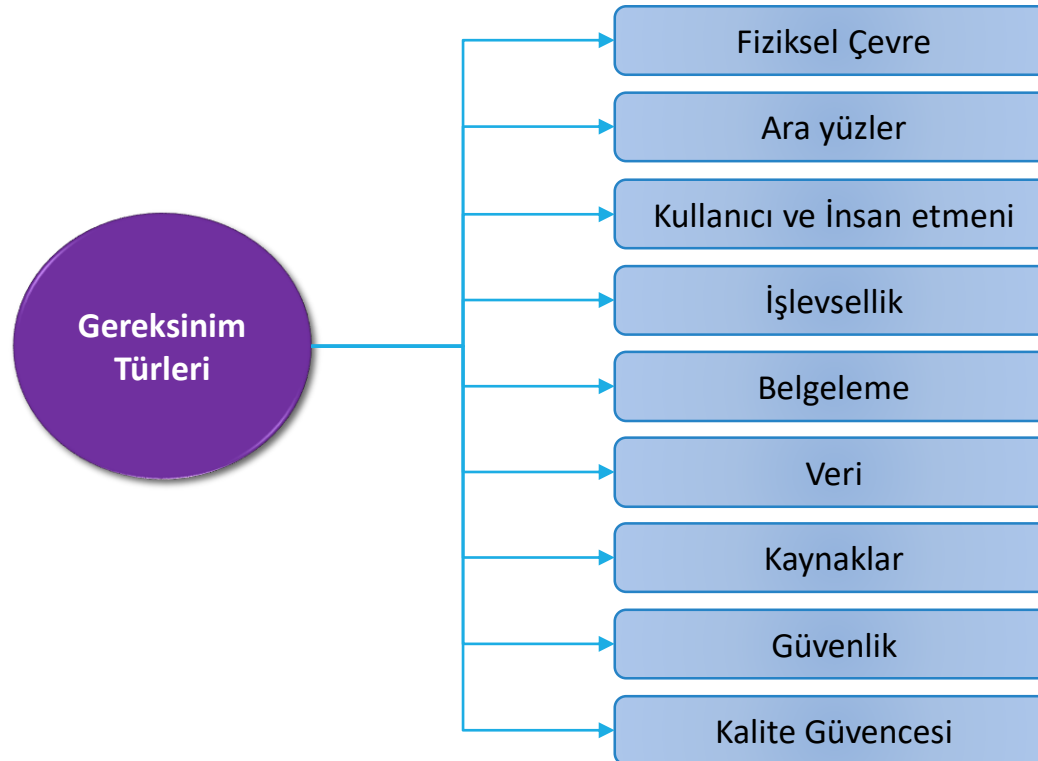 Gereksinim
Türleri
Fiziksel Çevre
Ara yüzler
Kullanıcı ve İnsan etmeni
İşlevsellik
Belgeleme
Veri
Kaynaklar
Güvenlik
Kalite Güvencesi